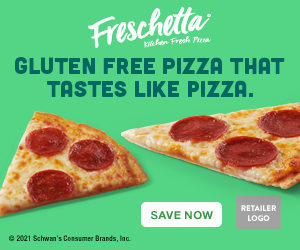 Freschetta
Kitchen Fresh Pizza
GLUTEN FREE PIZZA THAT
TASTES LIKE PIZZA.
SAVE NOW
RETAILER
LOGO
© 2021 Schwan's Consumer Brands, Inc.